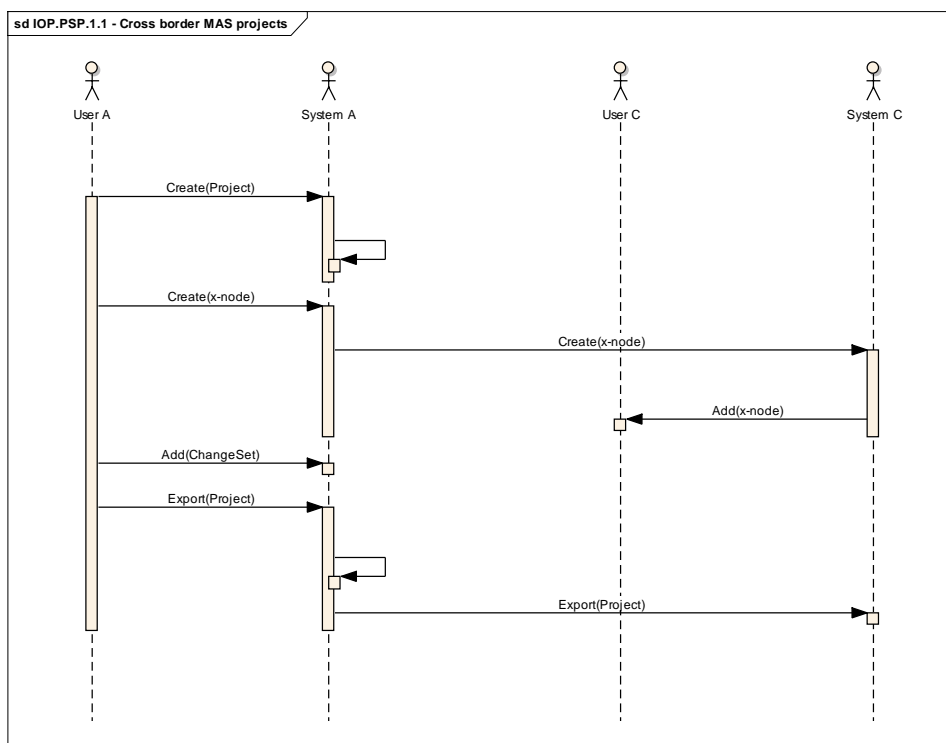 sd IOP.PSP.1.1 - Cross border MAS projects
User A
System A
User C
System C
Create(Project)
Create(x-node)
Create(x-node)
Add(x-node)
Add(ChangeSet)
Export(Project)
Export(Project)